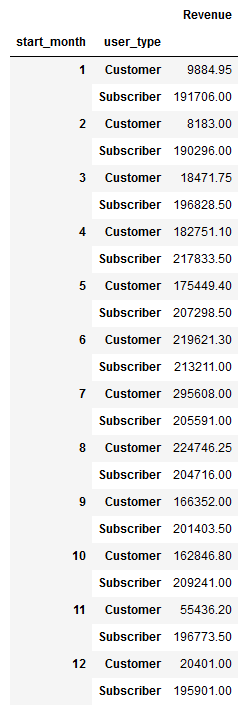 Revenue
start_month user_type
1 Customer 9884.95
Subscriber 191706.00
2 Customer 8183.00
Subscriber 190296.00
3 Customer 18471.75
Subscriber 196828.50
4 Customer 182751.10
Subscriber 217833.50
5 Customer 175449.40
Subscriber 207298.50
6 Customer 219621.30
Subscriber 213211.00
7 Customer 295608.00
Subscriber 205591.00
8 Customer 224746.25
Subscriber 204716.00
9 Customer 166352.00
Subscriber 201403.50
10 Customer 162846.80
Subscriber 209241.00
11 Customer 55436.20
Subscriber 196773.50
12 Customer 20401.00
Subscriber 195901.00